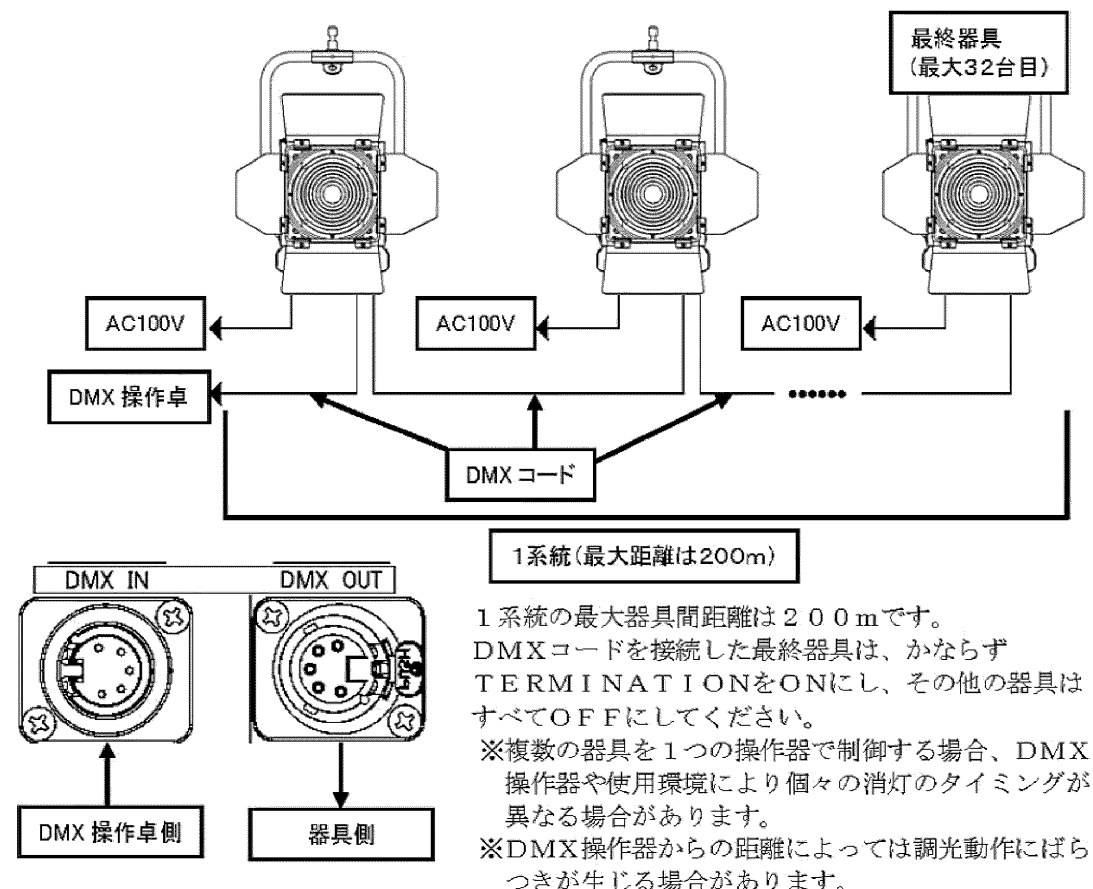 最終器具
(最大32台目)
AC100V
AC100V
AC100V
DMX 操作卓
DMX コード
1系統(最大距離は200m)
DMX IN
DMX OUT
PUSH
DMX 操作卓側
器具側
１系統の最大器具間距離は２００ｍです。
ＤＭＸコードを接続した最終器具は、かならず
ＴＥＲＭＩＮＡＴＩＯＮをＯＮにし、その他の器具は
すべてＯＦＦにしてください。
※複数の器具を１つの操作器で制御する場合、ＤＭＸ
操作器や使用環境により個々の消灯のタイミングが
異なる場合があります。
※ＤＭＸ操作器からの距離によっては調光動作にばら
つきが生じる場合があります。